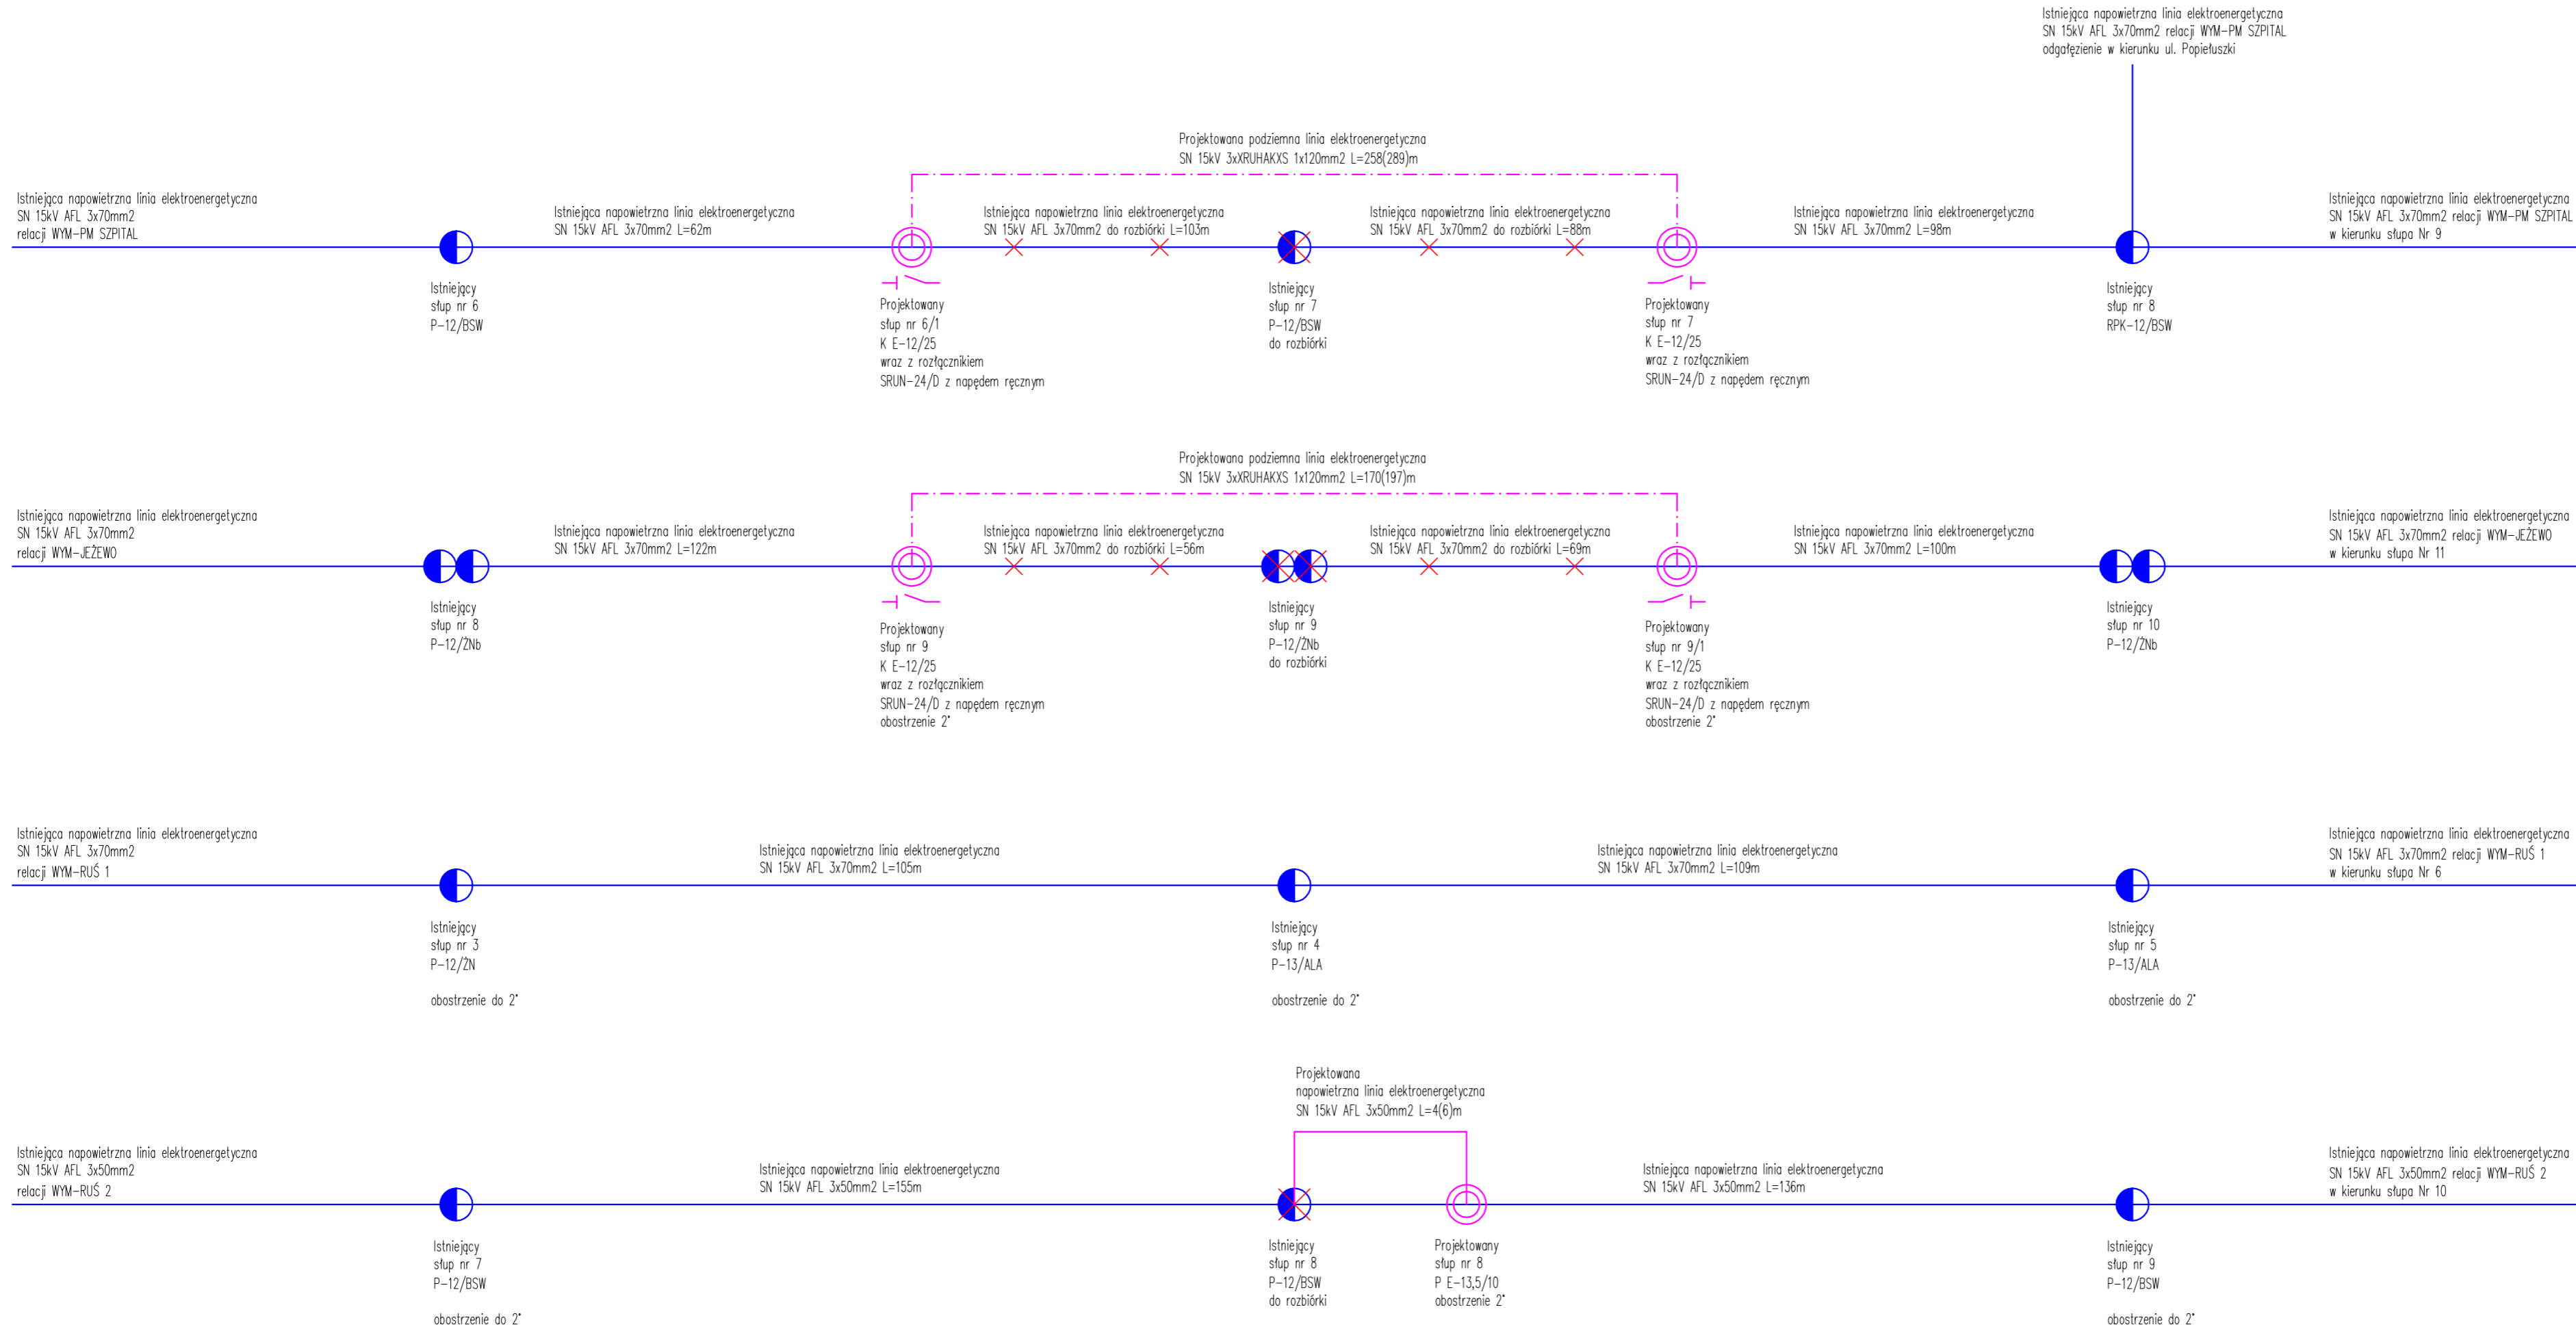 Istniejąca napowietrzna linia elektroenergetyczna
SN 15kV AFL 3x70mm2 relacji WYM-PM SZPITAL
odgałęzienie w kierunku ul. Popiełuszki
Projektowana podziemna linia elektroenergetyczna
SN 15kV 3xXRUHAKXS 1x120mm2 L=258(289)m
Istniejąca napowietrzna linia elektroenergetyczna
SN 15kV AFL 3x70mm2
relacji WYM-PM SZPITAL
Istniejąca napowietrzna linia elektroenergetyczna
SN 15kV AFL 3x70mm2 L=62m
Istniejąca napowietrzna linia elektroenergetyczna
SN 15kV AFL 3x70mm2 do rozbiórki L=103m
Istniejąca napowietrzna linia elektroenergetyczna
SN 15kV AFL 3x70mm2 do rozbiórki L=88m
Istniejąca napowietrzna linia elektroenergetyczna
SN 15kV AFL 3x70mm2 L=98m
Istniejąca napowietrzna linia elektroenergetyczna
SN 15kV AFL 3x70mm2 relacji WYM-PM SZPITAL
w kierunku słupa Nr 9
Istniejący
słup nr 6
P-12/BSW
Projektowany
słup nr 6/1
K E-12/25
wraz z rozłącznikiem
SRUN-24/D z napędem ręcznym
Istniejący
słup nr 7
P-12/BSW
do rozbiórki
Projektowany
słup nr 7
K E-12/25
wraz z rozłącznikiem
SRUN-24/D z napędem ręcznym
Istniejący
słup nr 8
RPK-12/BSW
Projektowana podziemna linia elektroenergetyczna
SN 15kV 3xXRUHAKXS 1x120mm2 L=170(197)m
Istniejąca napowietrzna linia elektroenergetyczna
SN 15kV AFL 3x70mm2
relacji WYM-JEŻEWO
Istniejąca napowietrzna linia elektroenergetyczna
SN 15kV AFL 3x70mm2 L=122m
Istniejąca napowietrzna linia elektroenergetyczna
SN 15kV AFL 3x70mm2 do rozbiórki L=56m
Istniejąca napowietrzna linia elektroenergetyczna
SN 15kV AFL 3x70mm2 do rozbiórki L=69m
Istniejąca napowietrzna linia elektroenergetyczna
SN 15kV AFL 3x70mm2 L=100m
Istniejąca napowietrzna linia elektroenergetyczna
SN 15kV AFL 3x70mm2 relacji WYM-JEŻEWO
w kierunku słupa Nr 11
Istniejący
słup nr 8
P-12/ŻNb
Projektowany
słup nr 9
K E-12/25
wraz z rozłącznikiem
SRUN-24/D z napędem ręcznym
obostrzenie 2°
Istniejący
słup nr 9
P-12/ŻNb
do rozbiórki
Projektowany
słup nr 9/1
K E-12/25
wraz z rozłącznikiem
SRUN-24/D z napędem ręcznym
obostrzenie 2°
Istniejący
słup nr 10
P-12/ŻNb
Istniejąca napowietrzna linia elektroenergetyczna
SN 15kV AFL 3x70mm2
relacji WYM-RUŚ 1
Istniejąca napowietrzna linia elektroenergetyczna
SN 15kV AFL 3x70mm2 L=105m
Istniejąca napowietrzna linia elektroenergetyczna
SN 15kV AFL 3x70mm2 L=109m
Istniejąca napowietrzna linia elektroenergetyczna
SN 15kV AFL 3x70mm2 relacji WYM-RUŚ 1
w kierunku słupa Nr 6
Istniejący
słup nr 3
P-12/ŻN
obostrzenie do 2°
Istniejący
słup nr 4
P-13/ALA
obostrzenie do 2°
Istniejący
słup nr 5
P-13/ALA
obostrzenie do 2°
Projektowana
napowietrzna linia elektroenergetyczna
SN 15kV AFL 3x50mm2 L=4(6)m
Istniejąca napowietrzna linia elektroenergetyczna
SN 15kV AFL 3x50mm2
relacji WYM-RUŚ 2
Istniejąca napowietrzna linia elektroenergetyczna
SN 15kV AFL 3x50mm2 L=155m
Istniejąca napowietrzna linia elektroenergetyczna
SN 15kV AFL 3x50mm2 L=136m
Istniejąca napowietrzna linia elektroenergetyczna
SN 15kV AFL 3x50mm2 relacji WYM-RUŚ 2
w kierunku słupa Nr 10
Istniejący
słup nr 7
P-12/BSW
obostrzenie do 2°
Istniejący
słup nr 8
P-12/BSW
do rozbiórki
Projektowany
słup nr 8
P E-13,5/10
obostrzenie 2°
Istniejący
słup nr 9
P-12/BSW
obostrzenie do 2°